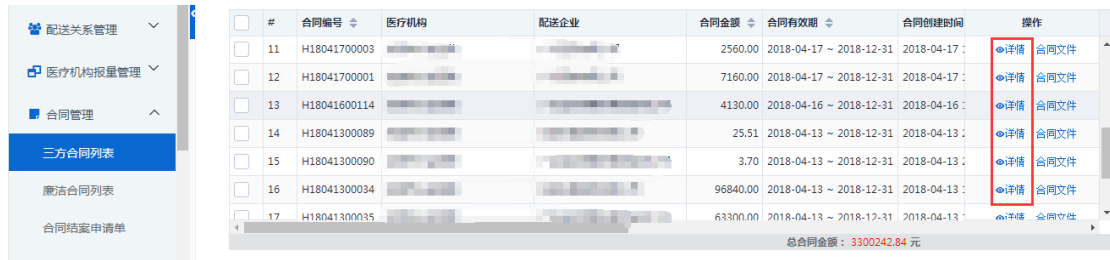 配送关系管理
医疗机构报量管理
合同管理
三方合同列表
廉洁合同列表
合同结案申请单
# 合同编号 医疗机构 配送企业 合同金额 合同有效期 合同创建时间 操作
11 H18041700003 2560.00 2018-04-17 ~ 2018-12-31 2018-04-17 1 详情 合同文件
12 H18041700001 7160.00 2018-04-17 ~ 2018-12-31 2018-04-17 详情 合同文件
13 H18041600114 4130.00 2018-04-16 ~ 2018-12-31 2018-04-16 详情 合同文件
14 H18041300089 25.51 2018-04-13 ~ 2018-12-31 2018-04-13 详情 合同文件
15 H18041300090 3.70 2018-04-13 ~ 2018-12-31 2018-04-13 详情 合同文件
16 H18041300034 96840.00 2018-04-13 ~ 2018-12-31 2018-04-13 详情 合同文件
17 H18041300035 63300.00 2018-04-13 ~ 2018-12-31 2018-04-13 详情 合同文件
总合同金额： 3300242.84 元